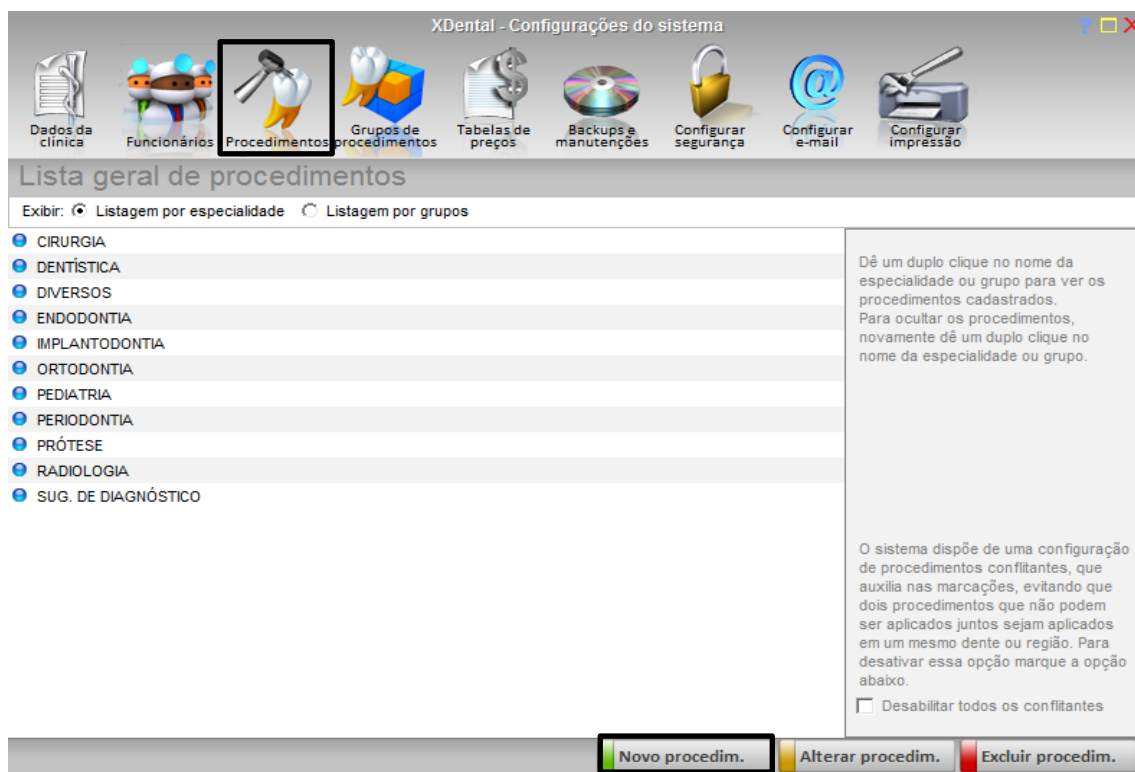 XDental - Configurações do sistema
?
Dados da
clínica
Funcionários
Procedimentos
Grupos de
procedimentos
Tabelas de
preços
Backups e
manutenções
Configurar
segurança
Configurar
e-mail
Configurar
impressão
Lista geral de procedimentos
Exibir: Listagem por especialidade Listagem por grupos
CIRURGIA
DENTÍSTICA
DIVERSOS
ENDODONTIA
IMPLANTODONTIA
ORTODONTIA
PEDIATRIA
PERIODONTIA
PRÓTESE
RADIOLOGIA
SUG. DE DIAGNÓSTICO
Dê um duplo clique no nome da
especialidade ou grupo para ver os
procedimentos cadastrados.
Para ocultar os procedimentos,
novamente dê um duplo clique no
nome da especialidade ou grupo.
O sistema dispõe de uma configuração
de procedimentos conflitantes, que
auxilia nas marcações, evitando que
dois procedimentos que não podem
ser aplicados juntos sejam aplicados
em um mesmo dente ou região. Para
desativar essa opção marque a opção
abaixo.
Desabilitar todos os conflitantes
Novo procedim.
Alterar procedim.
Excluir procedim.